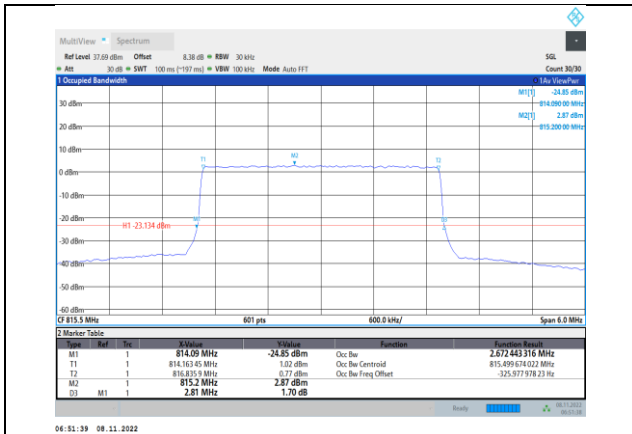 MultiView Spectrum
Ref Level 37.69 dBm Offset 8.38 dB RBW 30 kHz SGL
Att 30 dB SWT 100 ms (~197 ms) VBW 100 kHz Mode Auto FFT Count 30/30
1 Occupied Bandwidth 1Av ViewPwr
M1[1] -24.85 dBm
814.090 00 MHz
M2[1] 2.87 dBm
815.200 00 MHz
30 dBm
20 dBm
10 dBm
T1 M2 T2
0 dBm
-10 dBm
-20 dBm
H1 -23.134 dBm
-30 dBm
-40 dBm
-50 dBm
-60 dBm
CF 815.5 MHz 601 pts 600.0 kHz/ Span 6.0 MHz
2 Marker Table
Type Ref Trc X-Value Y-Value Function Function Result
M1 1 814.09 MHz -24.85 dBm Occ Bw 2.672 443 316 MHz
T1 1 814.163 45 MHz 1.02 dBm Occ Bw Centroid 815.499 674 022 MHz
T2 1 816.835 9 MHz 0.77 dBm Occ Bw Freq Offset -325.977 978 23 Hz
M2 1 815.2 MHz 2.87 dBm
D3 M1 1 2.81 MHz 1.70 dB
Ready 08.11.2022
06:51:38
06:51:39 08.11.2022